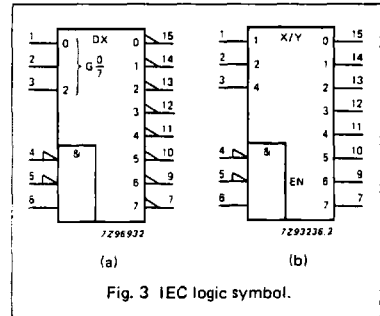 DX X/Y
1 0 0 15 1 1 0 15
2 G 0/7 1 14 2 2 1 14
3 2 2 13 3 4 2 13
3 12 3 12
4 11 4 11
4 & 5 10 4 & 5 10
5 6 9 5 EN 6 9
6 7 7 6 7 7
7Z96932 7Z93236.2
(a) (b)
Fig. 3 IEC logic symbol.